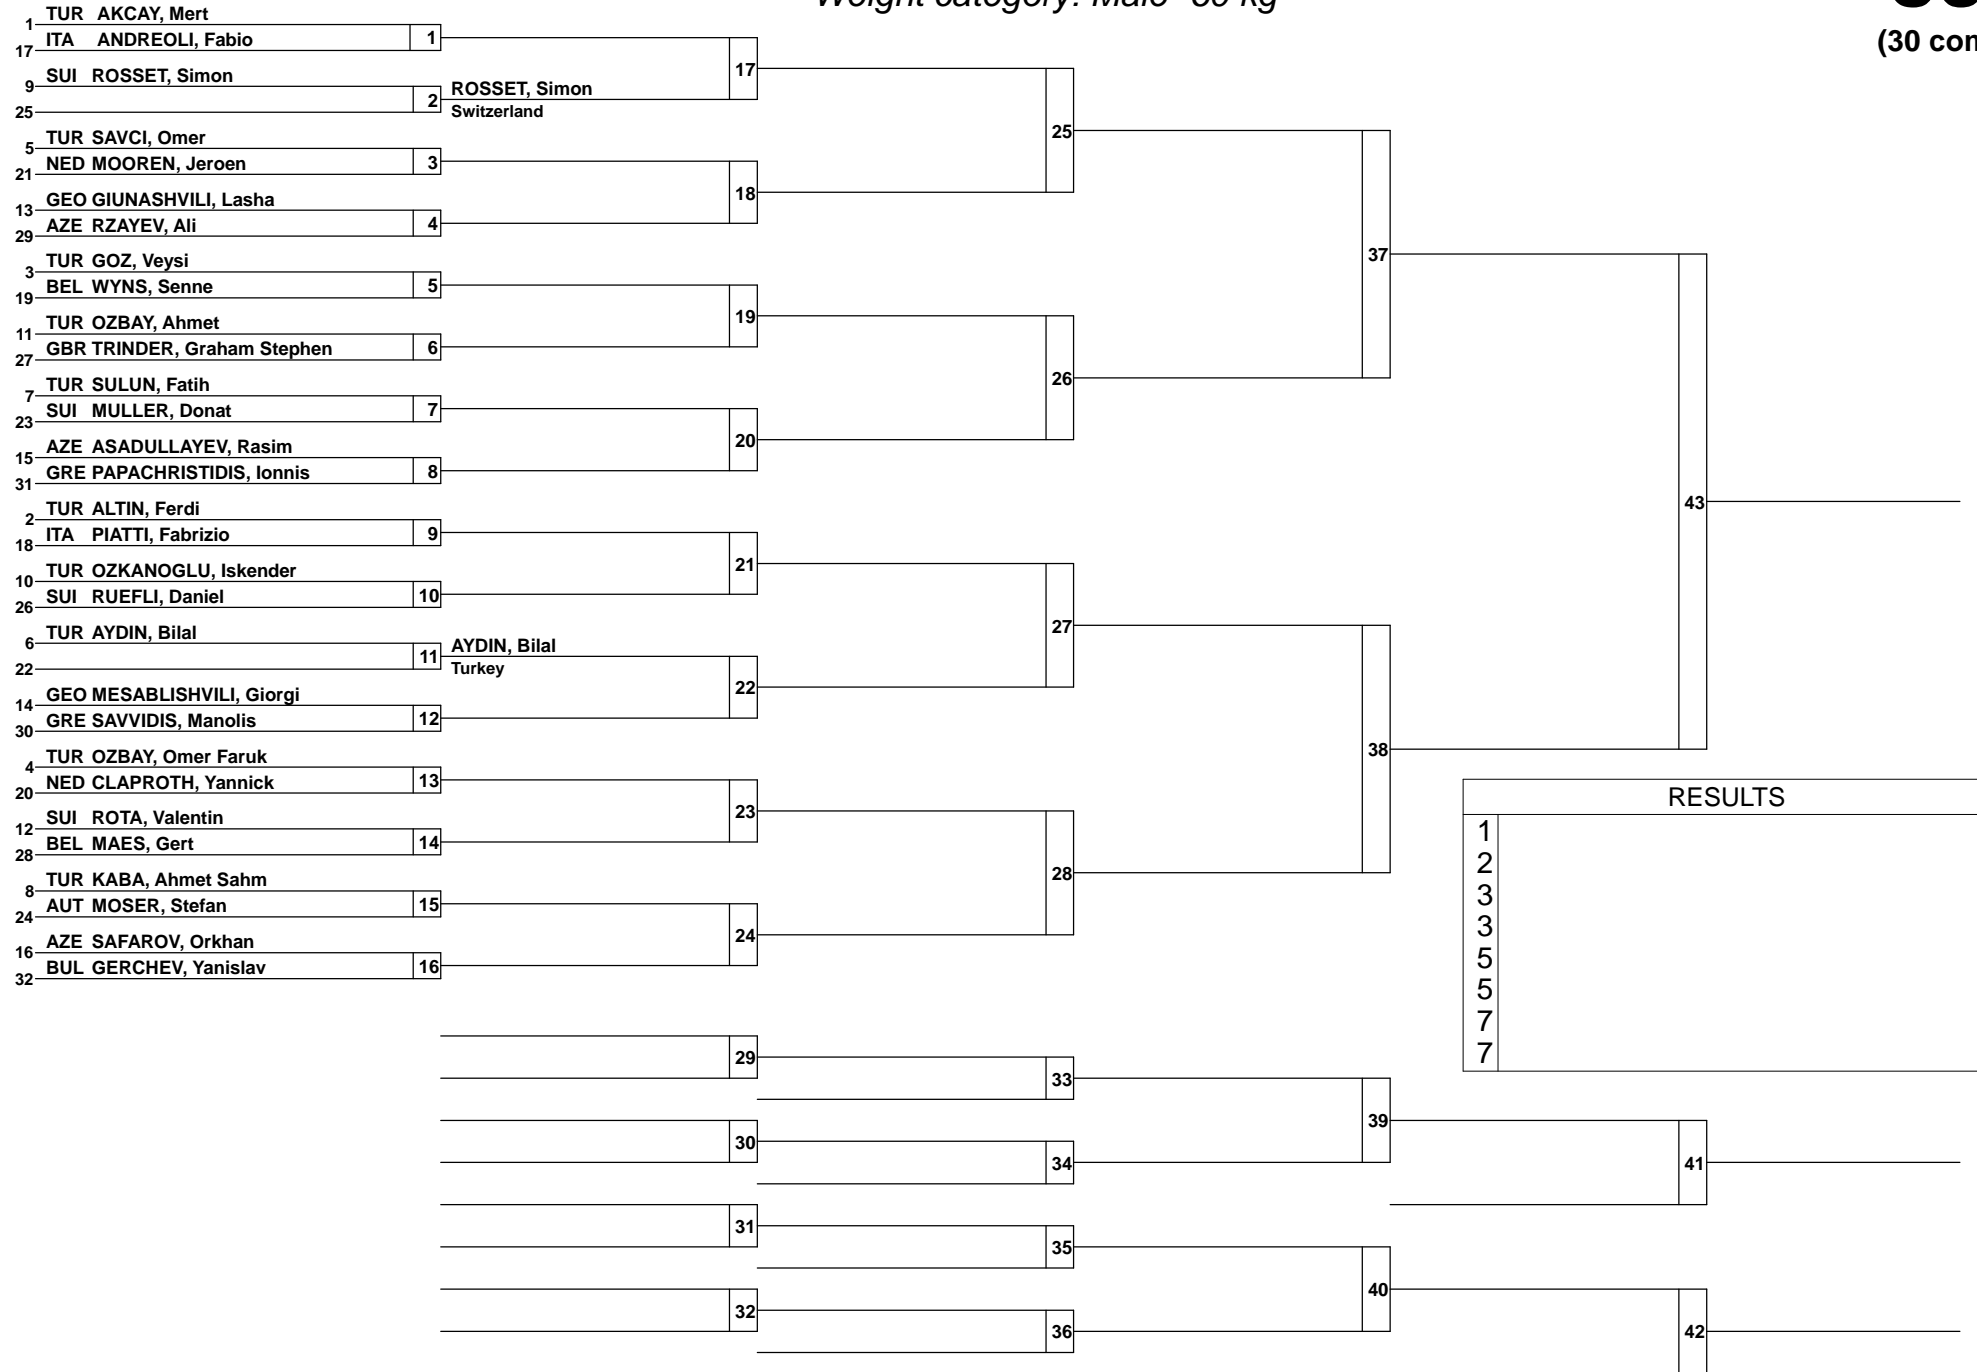 Weight category: Male
(30
1 TUR AKCAY, Mert
17 ITA ANDREOLI, Fabio 1
17
9 SUI ROSSET, Simon
25 2 ROSSET, Simon
Switzerland
25
5 TUR SAVCI, Omer
21 NED MOOREN, Jeroen 3
18
13 GEO GIUNASHVILI, Lasha
29 AZE RZAYEV, Ali 4
37
3 TUR GOZ, Veysi
19 BEL WYNS, Senne 5
19
11 TUR OZBAY, Ahmet
27 GBR TRINDER, Graham Stephen 6
26
7 TUR SULUN, Fatih
23 SUI MULLER, Donat 7
20
15 AZE ASADULLAYEV, Rasim
31 GRE PAPACHRISTIDIS, Ionnis 8
43
2 TUR ALTIN, Ferdi
18 ITA PIATTI, Fabrizio 9
21
10 TUR OZKANOGLU, Iskender
26 SUI RUEFLI, Daniel 10
27
6 TUR AYDIN, Bilal
22 11 AYDIN, Bilal
Turkey
22
14 GEO MESABLISHVILI, Giorgi
30 GRE SAVVIDIS, Manolis 12
38
4 TUR OZBAY, Omer Faruk
20 NED CLAPROTH, Yannick 13
23
12 SUI ROTA, Valentin
28 BEL MAES, Gert 14
28
8 TUR KABA, Ahmet Sahm
24 AUT MOSER, Stefan 15
24
16 AZE SAFAROV, Orkhan
32 BUL GERCHEV, Yanislav 16
RESULTS
1
2
3
3
5
5
7
7
29
33
39
30
34
41
31
35
40
32
36
42